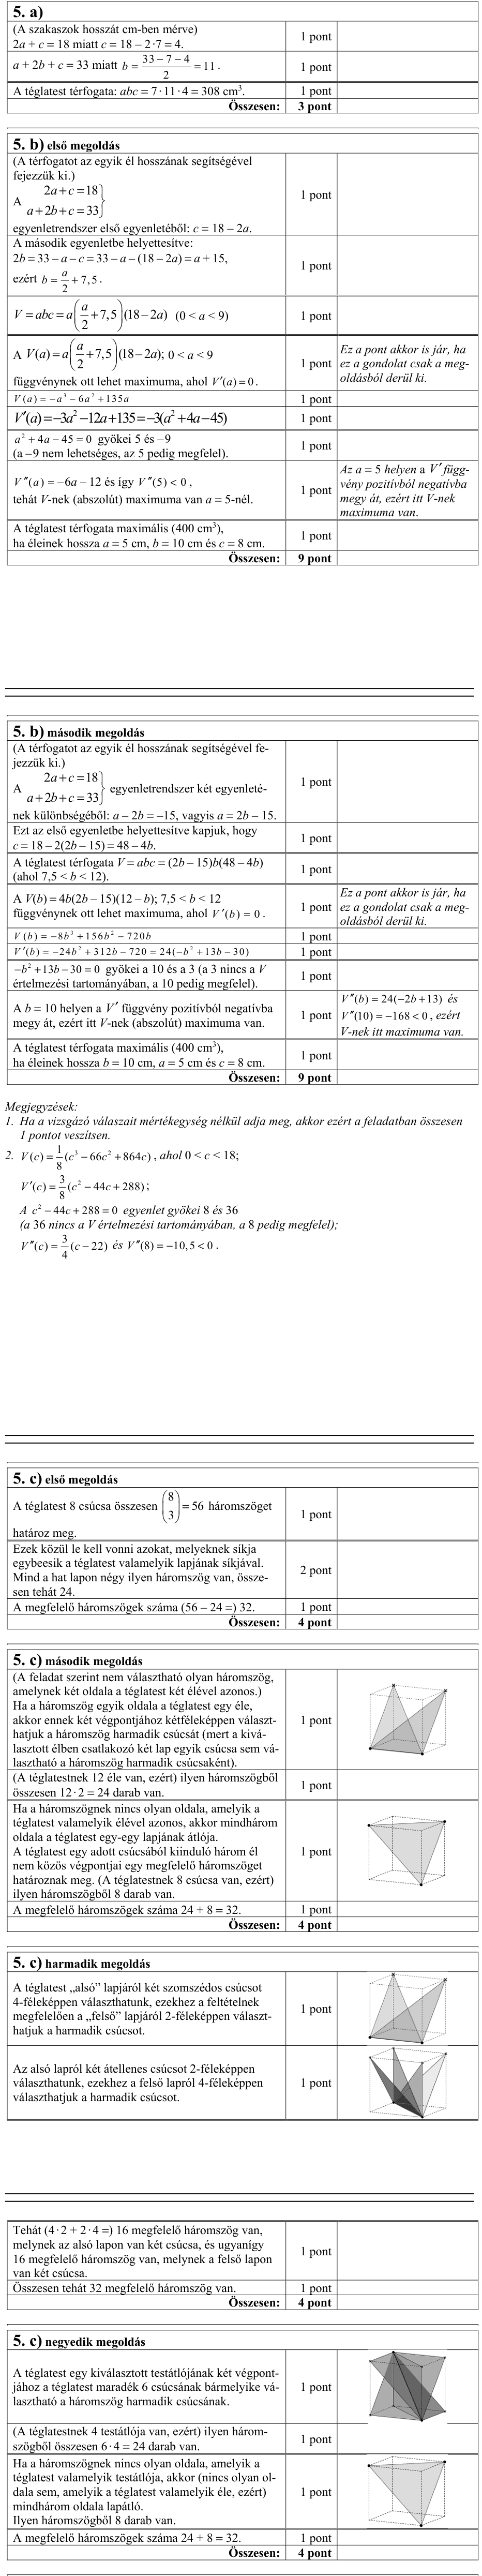 5. a)
(A szakaszok hosszát cm-ben mérve)
2a + c = 18 miatt c = 18 – 2·7 = 4.
1 pont
a + 2b + c = 33 miatt b = (33 − 7 − 4)/2 = 11 .
1 pont
A téglatest térfogata: abc = 7·11·4 = 308 cm³.
1 pont
Összesen:
3 pont
5. b) első megoldás
(A térfogatot az egyik él hosszának segítségével
fejezzük ki.)
A 2a + c = 18
a + 2b + c = 33 }
egyenletrendszer első egyenletéből: c = 18 – 2a.
1 pont
A második egyenletbe helyettesítve:
2b = 33 – a – c = 33 – a – (18 – 2a) = a + 15,
ezért b = a/2 + 7,5 .
1 pont
V = abc = a(a/2 + 7,5)(18 − 2a) (0 < a < 9)
1 pont
A V(a) = a(a/2 + 7,5)(18 − 2a); 0 < a < 9
függvénynek ott lehet maximuma, ahol V′(a) = 0 .
1 pont
Ez a pont akkor is jár, ha
ez a gondolat csak a meg-
oldásból derül ki.
V(a) = −a³ − 6a² + 135a
1 pont
V′(a) = −3a² − 12a + 135 = −3(a² + 4a − 45)
1 pont
a² + 4a − 45 = 0 gyökei 5 és –9
(a –9 nem lehetséges, az 5 pedig megfelel).
1 pont
V″(a) = −6a − 12 és így V″(5) < 0 ,
tehát V-nek (abszolút) maximuma van a = 5-nél.
1 pont
Az a = 5 helyen a V′ függ-
vény pozitívból negatívba
megy át, ezért itt V-nek
maximuma van.
A téglatest térfogata maximális (400 cm³),
ha éleinek hossza a = 5 cm, b = 10 cm és c = 8 cm.
1 pont
Összesen:
9 pont
5. b) második megoldás
(A térfogatot az egyik él hosszának segítségével fe-
jezzük ki.)
A 2a + c = 18
a + 2b + c = 33 } egyenletrendszer két egyenleté-
nek különbségéből: a – 2b = –15, vagyis a = 2b – 15.
1 pont
Ezt az első egyenletbe helyettesítve kapjuk, hogy
c = 18 – 2(2b – 15) = 48 – 4b.
1 pont
A téglatest térfogata V = abc = (2b – 15)b(48 – 4b)
(ahol 7,5 < b < 12).
1 pont
A V(b) = 4b(2b – 15)(12 – b); 7,5 < b < 12
függvénynek ott lehet maximuma, ahol V′(b) = 0 .
1 pont
Ez a pont akkor is jár, ha
ez a gondolat csak a meg-
oldásból derül ki.
V(b) = −8b³ + 156b² − 720b
1 pont
V′(b) = −24b² + 312b − 720 = 24(−b² + 13b − 30)
1 pont
−b² + 13b − 30 = 0 gyökei a 10 és a 3 (a 3 nincs a V
értelmezési tartományában, a 10 pedig megfelel).
1 pont
A b = 10 helyen a V′ függvény pozitívból negatívba
megy át, ezért itt V-nek (abszolút) maximuma van.
1 pont
V″(b) = 24(−2b + 13) és
V″(10) = −168 < 0 , ezért
V-nek itt maximuma van.
A téglatest térfogata maximális (400 cm³),
ha éleinek hossza b = 10 cm, a = 5 cm és c = 8 cm.
1 pont
Összesen:
9 pont
Megjegyzések:
1. Ha a vizsgázó válaszait mértékegység nélkül adja meg, akkor ezért a feladatban összesen
1 pontot veszítsen.
2. V(c) = 1/8(c³ − 66c² + 864c) , ahol 0 < c < 18;
V′(c) = 3/8(c² − 44c + 288) ;
A c² − 44c + 288 = 0 egyenlet gyökei 8 és 36
(a 36 nincs a V értelmezési tartományában, a 8 pedig megfelel);
V″(c) = 3/4(c − 22) és V″(8) = −10,5 < 0 .
5. c) első megoldás
A téglatest 8 csúcsa összesen (8 3) = 56 háromszöget
határoz meg.
1 pont
Ezek közül le kell vonni azokat, melyeknek síkja
egybeesik a téglatest valamelyik lapjának síkjával.
Mind a hat lapon négy ilyen háromszög van, össze-
sen tehát 24.
2 pont
A megfelelő háromszögek száma (56 – 24 =) 32.
1 pont
Összesen:
4 pont
5. c) második megoldás
(A feladat szerint nem választható olyan háromszög,
amelynek két oldala a téglatest két élével azonos.)
Ha a háromszög egyik oldala a téglatest egy éle,
akkor ennek két végpontjához kétféleképpen választ-
hatjuk a háromszög harmadik csúcsát (mert a kivá-
lasztott élben csatlakozó két lap egyik csúcsa sem vá-
lasztható a háromszög harmadik csúcsaként).
1 pont
(A téglatestnek 12 éle van, ezért) ilyen háromszögből
összesen 12·2 = 24 darab van.
1 pont
Ha a háromszögnek nincs olyan oldala, amelyik a
téglatest valamelyik élével azonos, akkor mindhárom
oldala a téglatest egy-egy lapjának átlója.
A téglatest egy adott csúcsából kiinduló három él
nem közös végpontjai egy megfelelő háromszöget
határoznak meg. (A téglatestnek 8 csúcsa van, ezért)
ilyen háromszögből 8 darab van.
1 pont
A megfelelő háromszögek száma 24 + 8 = 32.
1 pont
Összesen:
4 pont
5. c) harmadik megoldás
A téglatest „alsó” lapjáról két szomszédos csúcsot
4-féleképpen választhatunk, ezekhez a feltételnek
megfelelően a „felső” lapjáról 2-féleképpen választ-
hatjuk a harmadik csúcsot.
1 pont
Az alsó lapról két átellenes csúcsot 2-féleképpen
választhatunk, ezekhez a felső lapról 4-féleképpen
választhatjuk a harmadik csúcsot.
1 pont
Tehát (4·2 + 2·4 =) 16 megfelelő háromszög van,
melynek az alsó lapon van két csúcsa, és ugyanígy
16 megfelelő háromszög van, melynek a felső lapon
van két csúcsa.
1 pont
Összesen tehát 32 megfelelő háromszög van.
1 pont
Összesen:
4 pont
5. c) negyedik megoldás
A téglatest egy kiválasztott testátlójának két végpont-
jához a téglatest maradék 6 csúcsának bármelyike vá-
lasztható a háromszög harmadik csúcsának.
1 pont
(A téglatestnek 4 testátlója van, ezért) ilyen három-
szögből összesen 6·4 = 24 darab van.
1 pont
Ha a háromszögnek nincs olyan oldala, amelyik a
téglatest valamelyik testátlója, akkor (nincs olyan ol-
dala sem, amelyik a téglatest valamelyik éle, ezért)
mindhárom oldala lapátló.
Ilyen háromszögből 8 darab van.
1 pont
A megfelelő háromszögek száma 24 + 8 = 32.
1 pont
Összesen:
4 pont